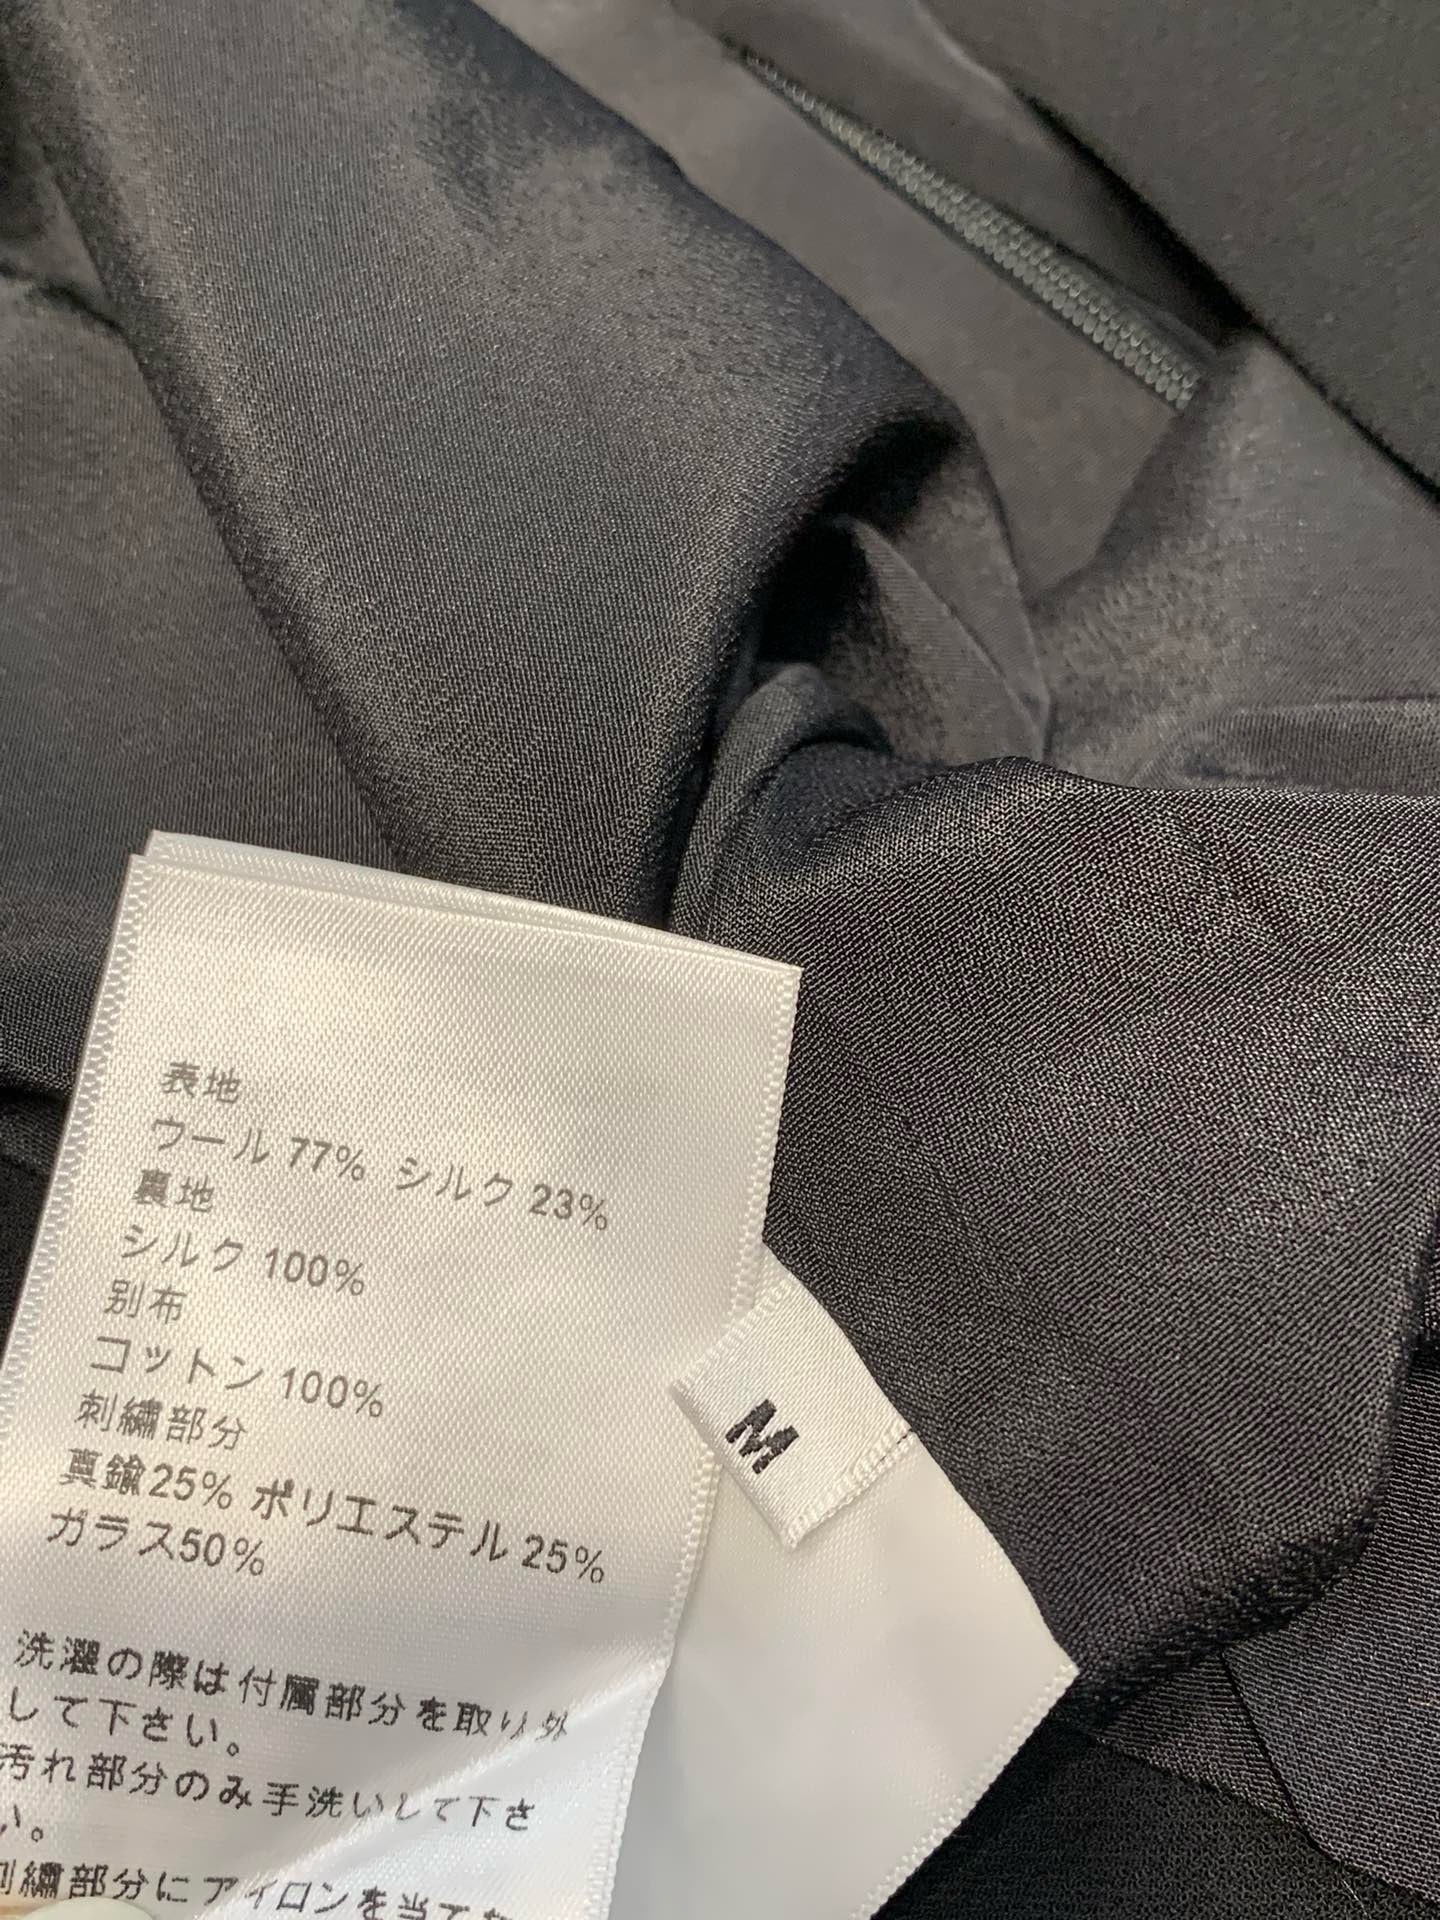 表地
ウール 77% シルク 23%
裏地
シルク 100%
別布
コットン 100%
刺繍部分
真鍮25% ポリエステル 25%
ガラス50%
洗濯の際は付属部分を取り外
して下さい。
汚れ部分のみ手洗いして下さ
い。
刺繍部分にアイロンを当てな
M